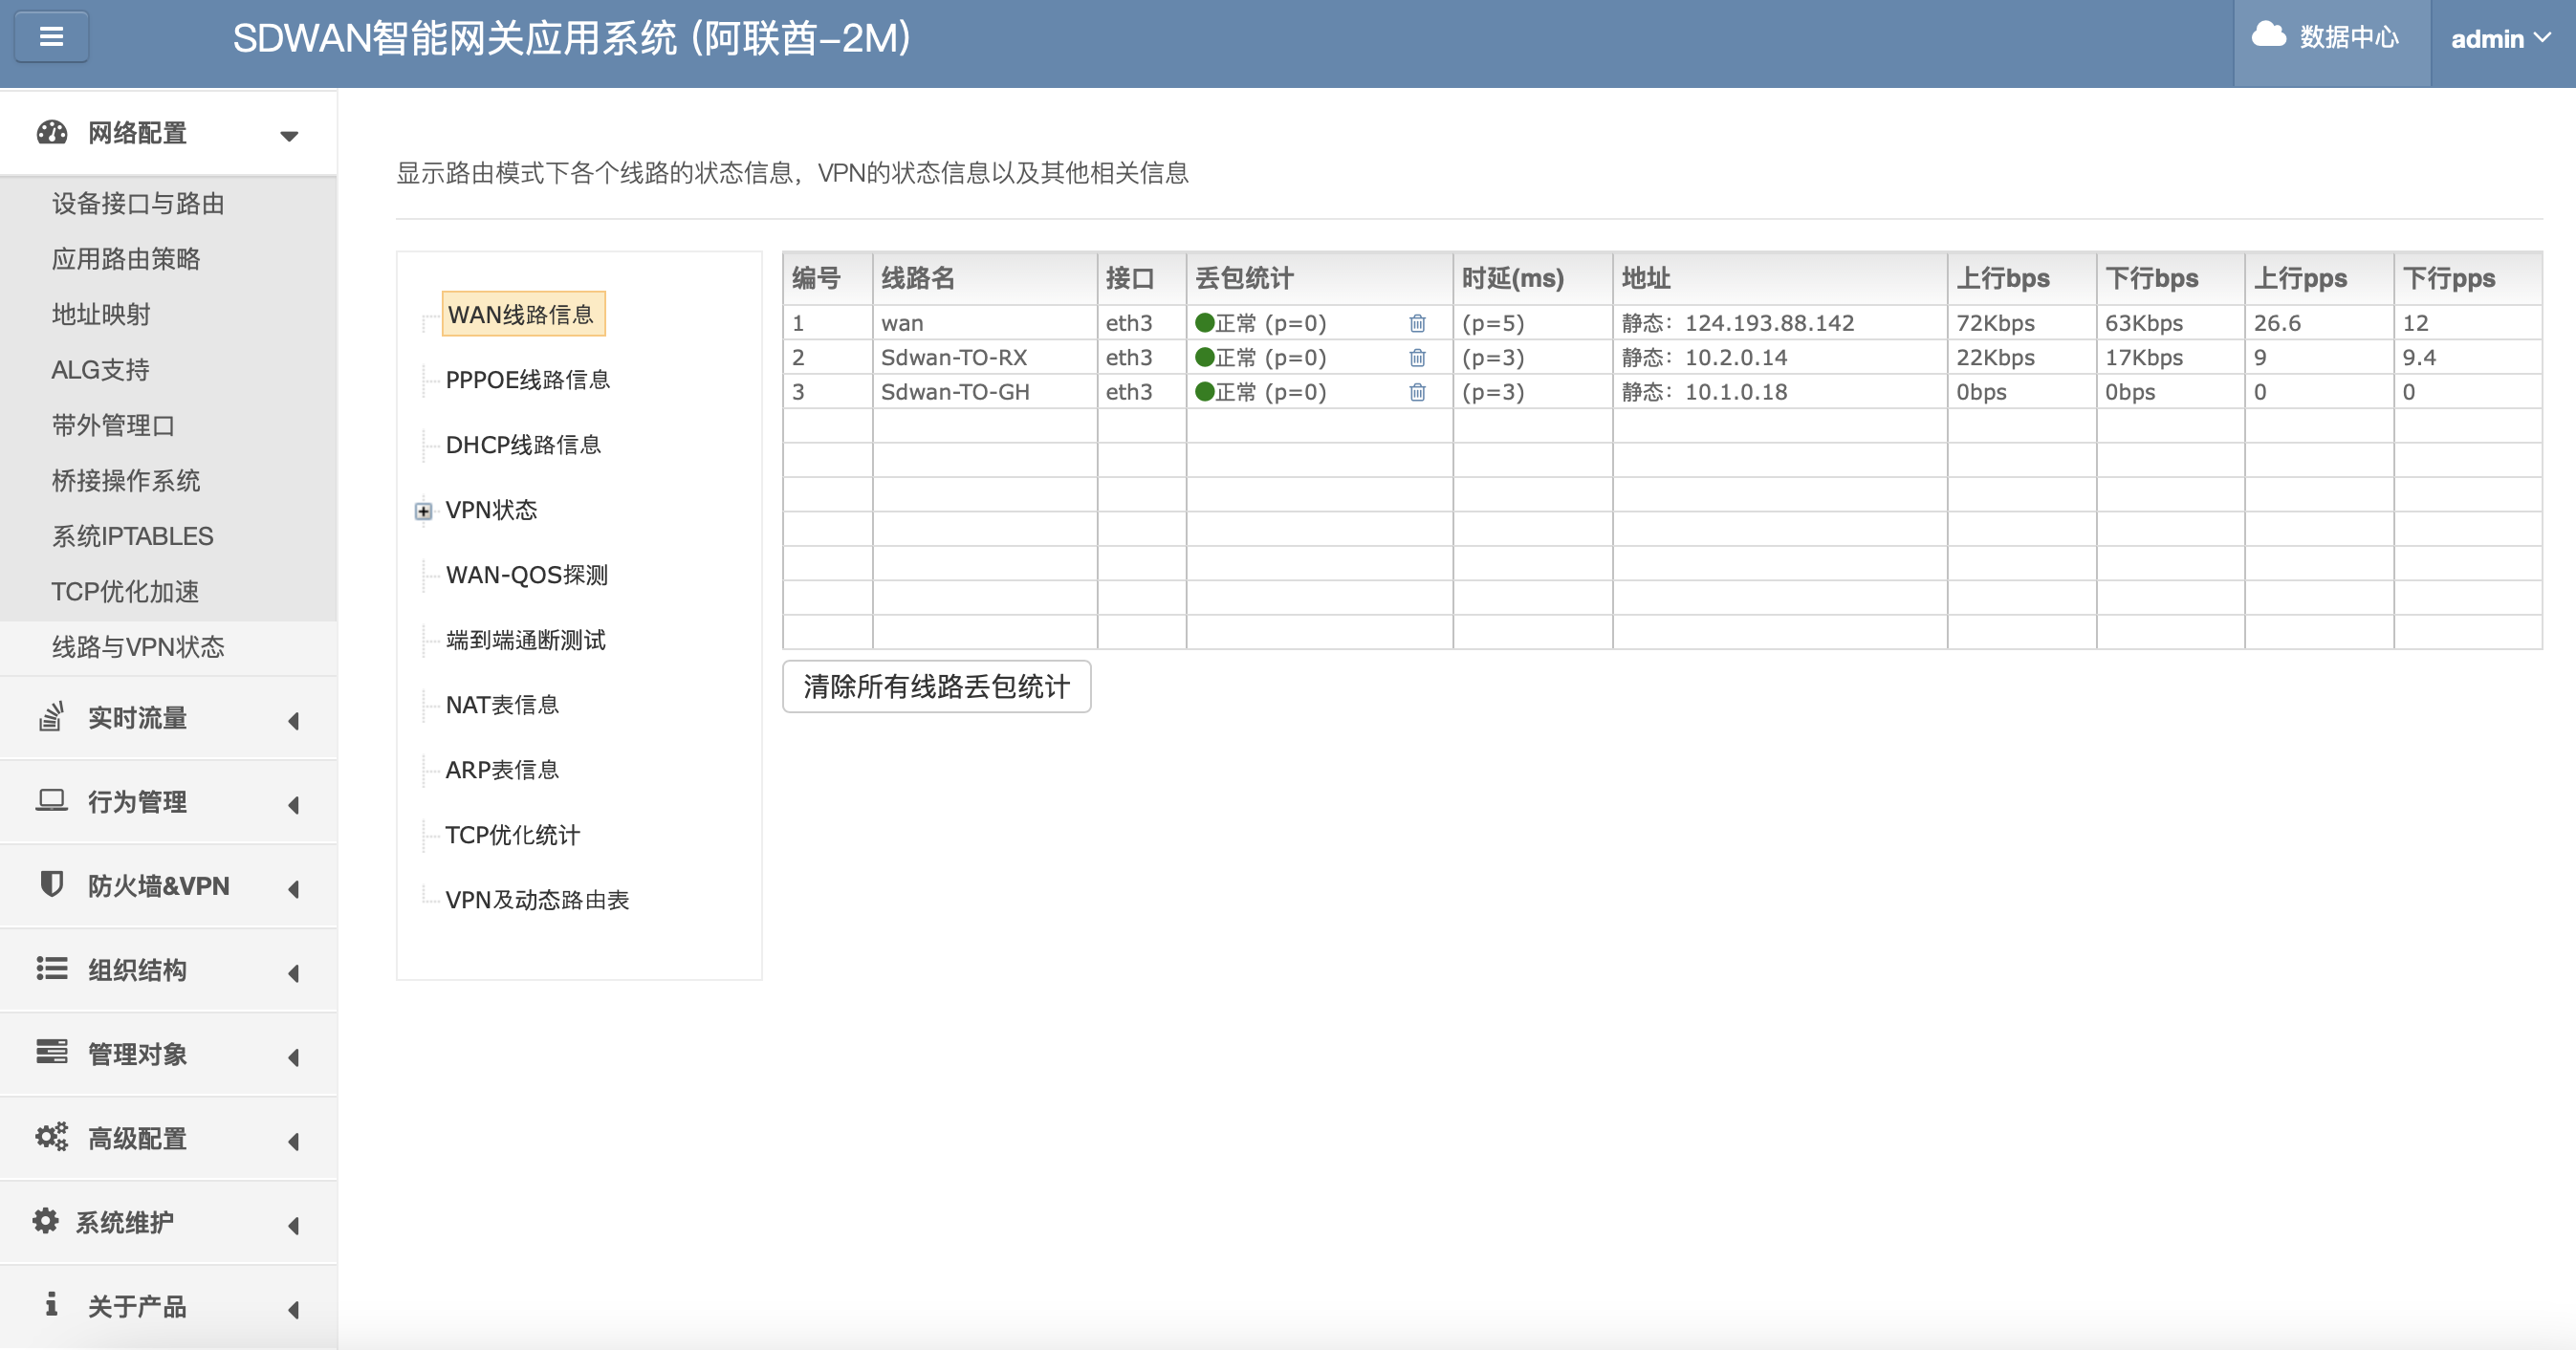 SDWAN智能网关应用系统 (阿联酋-2M)
数据中心
admin
网络配置
设备接口与路由
应用路由策略
地址映射
ALG支持
带外管理口
桥接操作系统
系统IPTABLES
TCP优化加速
线路与VPN状态
实时流量
行为管理
防火墙&VPN
组织结构
管理对象
高级配置
系统维护
关于产品
显示路由模式下各个线路的状态信息，VPN的状态信息以及其他相关信息
WAN线路信息
PPPOE线路信息
DHCP线路信息
VPN状态
WAN-QOS探测
端到端通断测试
NAT表信息
ARP表信息
TCP优化统计
VPN及动态路由表
编号 线路名 接口 丢包统计 时延(ms) 地址 上行bps 下行bps 上行pps 下行pps
1 wan eth3 正常 (p=0) (p=5) 静态：124.193.88.142 72Kbps 63Kbps 26.6 12
2 Sdwan-TO-RX eth3 正常 (p=0) (p=3) 静态：10.2.0.14 22Kbps 17Kbps 9 9.4
3 Sdwan-TO-GH eth3 正常 (p=0) (p=3) 静态：10.1.0.18 0bps 0bps 0 0
清除所有线路丢包统计